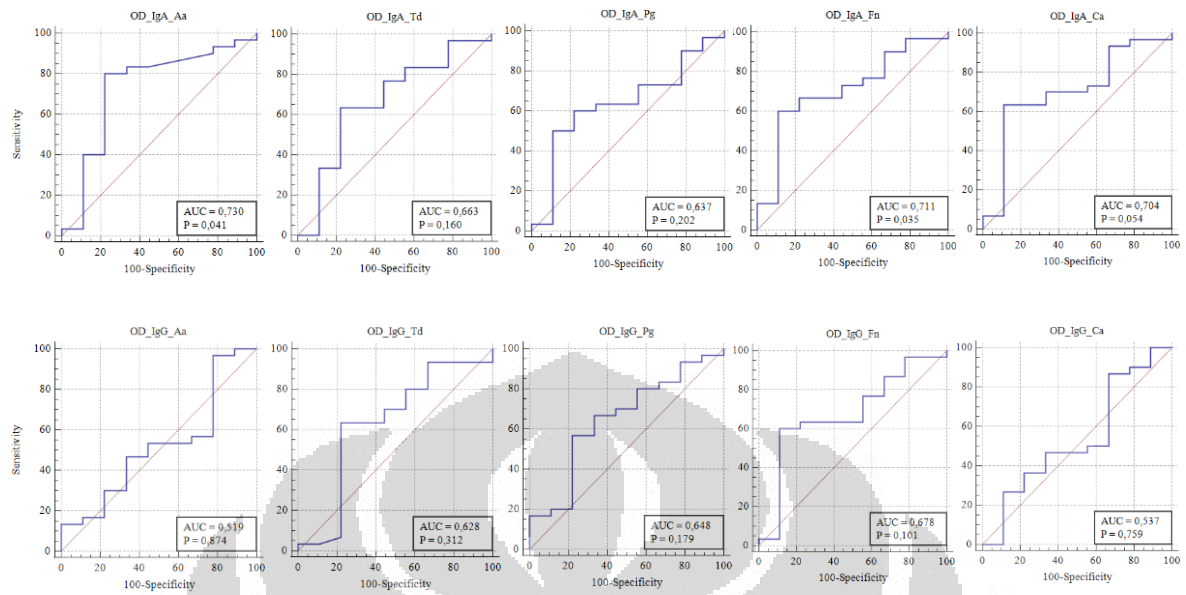 OD_IgA_Aa
100
80
60
40
20
0
Sensitivity
AUC = 0,730
P = 0,041
0 20 40 60 80 100
100-Specificity
OD_IgA_Td
100
80
60
40
20
0
AUC = 0,663
P = 0,160
0 20 40 60 80 100
100-Specificity
OD_IgA_Pg
100
80
60
40
20
0
AUC = 0,637
P = 0,202
0 20 40 60 80 100
100-Specificity
OD_IgA_Fn
00
80
60
40
20
0
AUC = 0,711
P = 0,035
0 20 40 60 80 100
100-Specificity
OD_IgA_Ca
100
80
60
40
20
0
AUC = 0,704
P = 0,054
0 20 40 60 80 100
100-Specificity
OD_IgG_Aa
100
80
60
40
20
0
Sensitivity
AUC = 0,519
P = 0,874
0 20 40 60 80 100
100-Specificity
OD_IgG_Td
100
80
60
40
20
0
AUC = 0,628
P = 0,312
0 20 40 60 80 100
100-Specificity
OD_IgG_Pg
100
80
60
40
20
0
AUC = 0,648
P = 0,179
0 20 40 60 80 100
100-Specificity
OD_IgG_Fn
100
80
60
40
20
0
AUC = 0,678
P = 0,101
0 20 40 60 80 100
100-Specificity
OD_IgG_Ca
100
80
60
40
20
0
AUC = 0,537
P = 0,759
0 20 40 60 80 100
100-Specificity